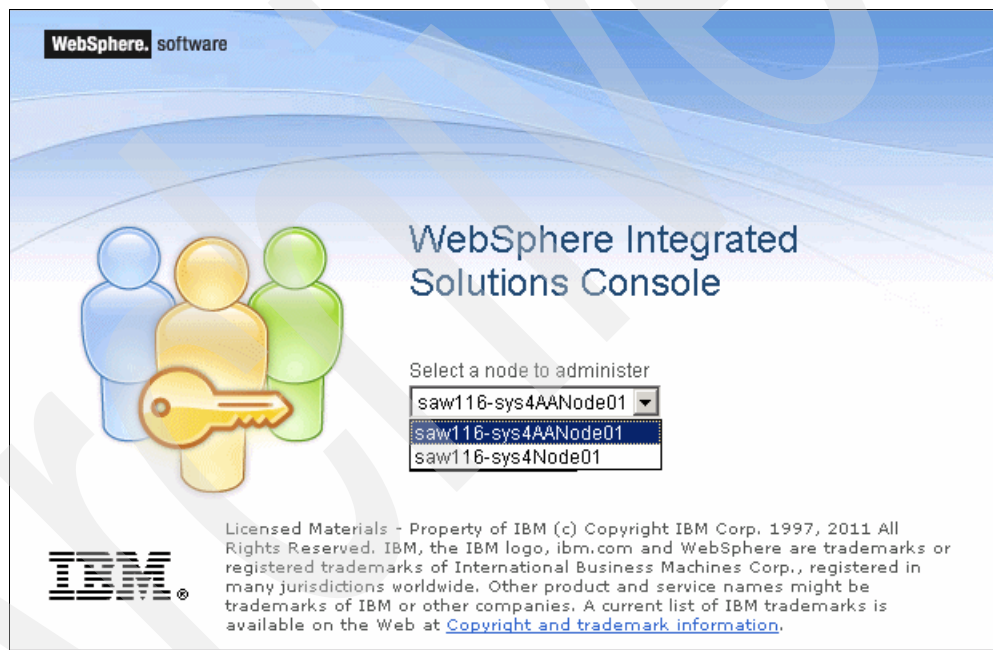 WebSphere. software
WebSphere Integrated
Solutions Console
Select a node to administer
saw116-sys4AANode01
saw116-sys4AANode01
saw116-sys4Node01
Licensed Materials - Property of IBM (c) Copyright IBM Corp. 1997, 2011 All
Rights Reserved. IBM, the IBM logo, ibm.com and WebSphere are trademarks or
registered trademarks of International Business Machines Corp., registered in
many jurisdictions worldwide. Other product and service names might be
trademarks of IBM or other companies. A current list of IBM trademarks is
available on the Web at Copyright and trademark information.
IBM®